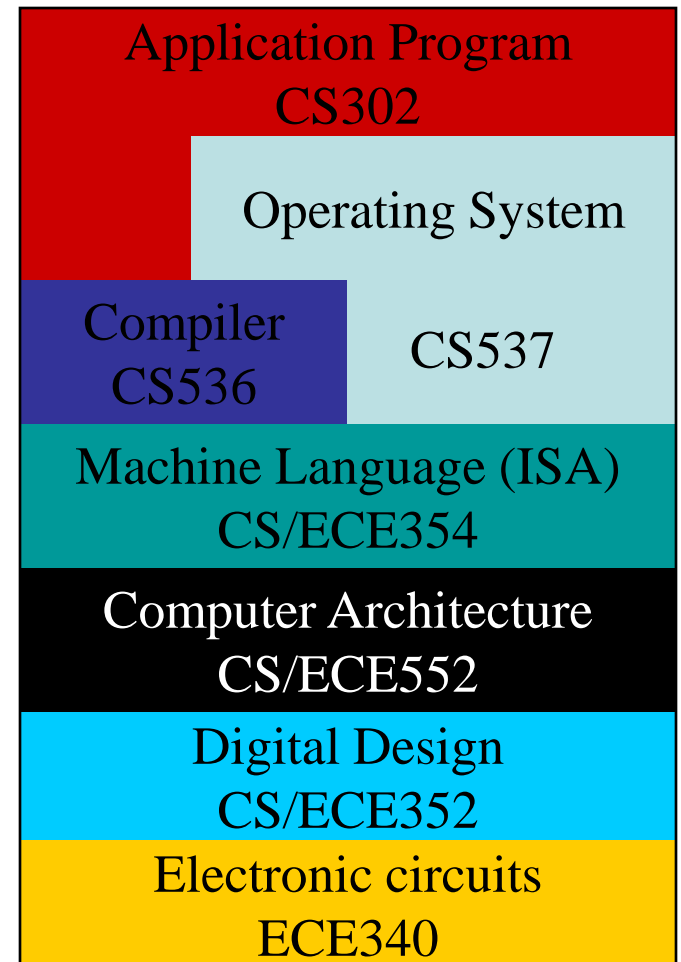 Application Program
CS302
Operating System
Compiler
CS536
CS537
Machine Language (ISA)
CS/ECE354
Computer Architecture
CS/ECE552
Digital Design
CS/ECE352
Electronic circuits
ECE340